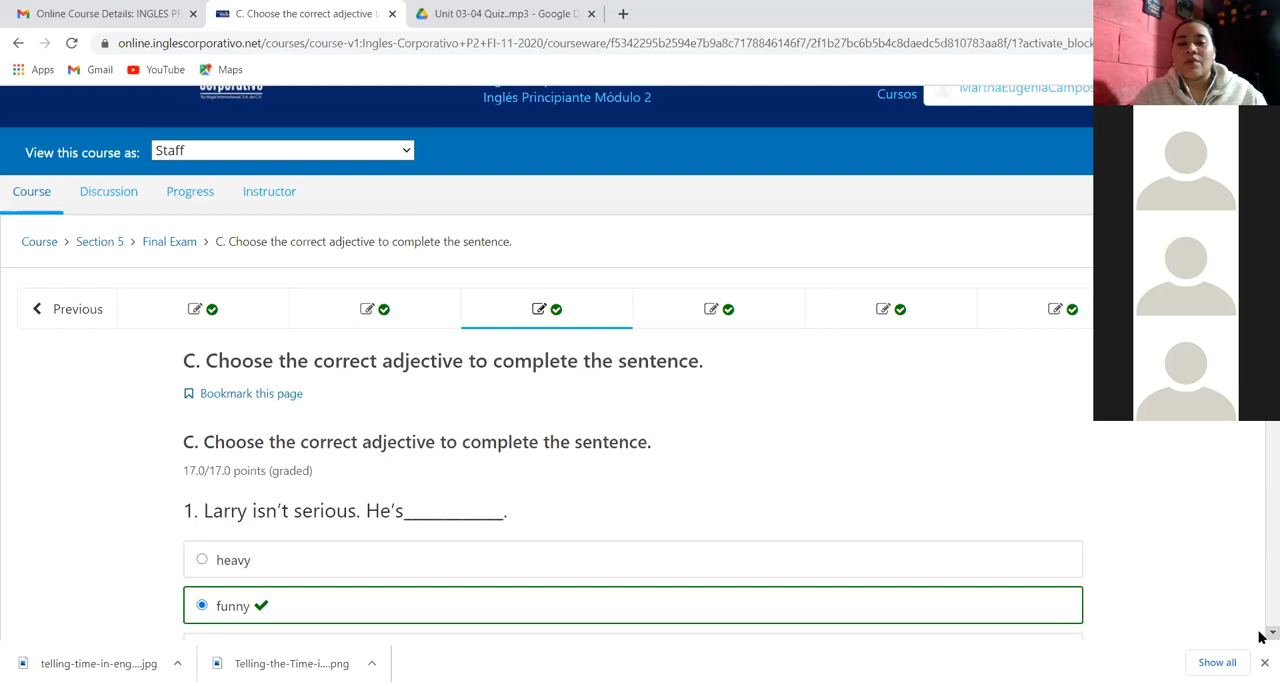 Online Course Details: INGLES PR
C. Choose the correct adjective t
Unit 03-04 Quiz..mp3 - Google D
online.inglescorporativo.net/courses/course-v1:Ingles-Corporativo+P2+FI-11-2020/courseware/f5342295b2594e7b9a8c7178846146f7/2f1b27bc6b5b4c8daedc5d810783aa8f/1?activate_block
Apps
Gmail
YouTube
Maps
Inglés Principiante Módulo 2
Cursos
MarthaEugeniaCampos
View this course as:
Staff
Course
Discussion
Progress
Instructor
Course > Section 5 > Final Exam > C. Choose the correct adjective to complete the sentence.
Previous
C. Choose the correct adjective to complete the sentence.
Bookmark this page
C. Choose the correct adjective to complete the sentence.
17.0/17.0 points (graded)
1. Larry isn't serious. He's__________.
heavy
funny
telling-time-in-eng....jpg
Telling-the-Time-i....png
Show all